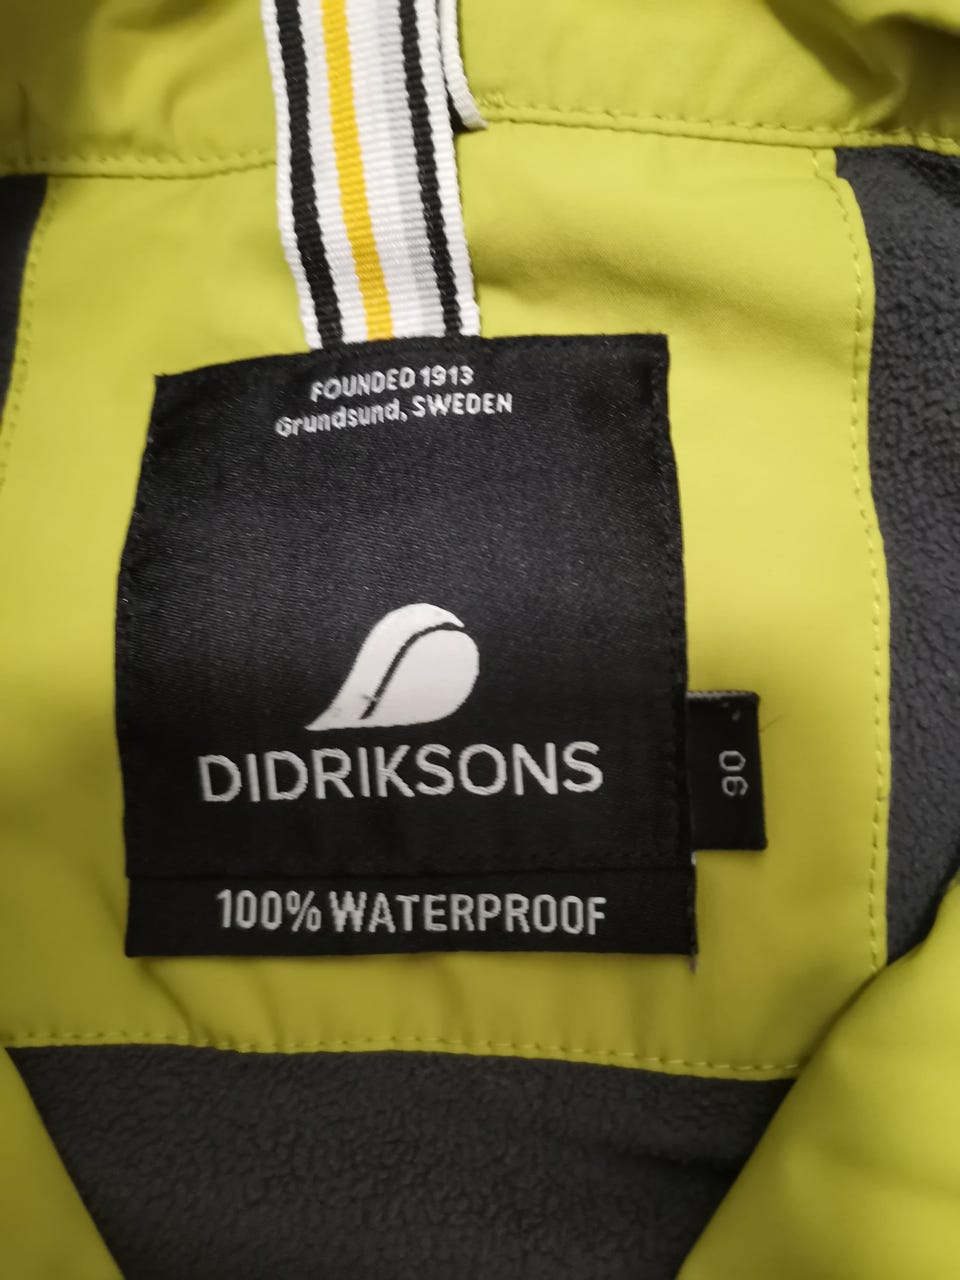 FOUNDED 1913
Grundsund, SWEDEN
DIDRIKSONS
90
100% WATERPROOF